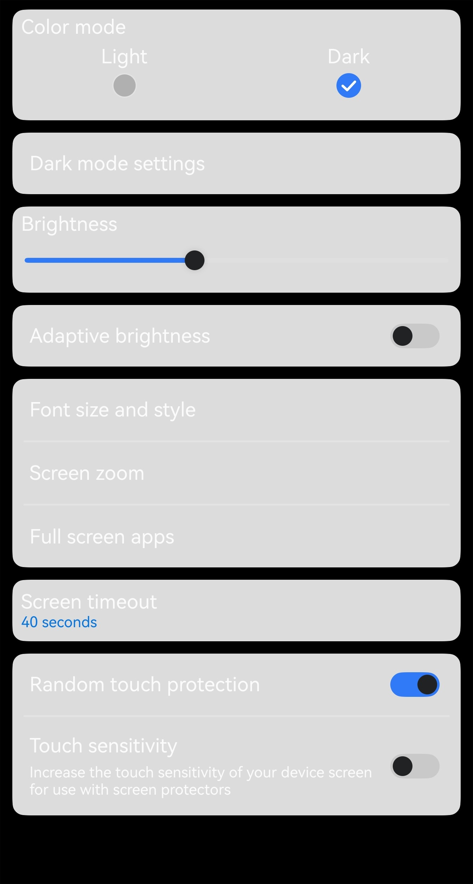 Color mode
Light
Dark
Dark mode settings
Brightness
Adaptive brightness
Font size and style
Screen zoom
Full screen apps
Screen timeout
40 seconds
Random touch protection
Touch sensitivity
Increase the touch sensitivity of your device screen
for use with screen protectors